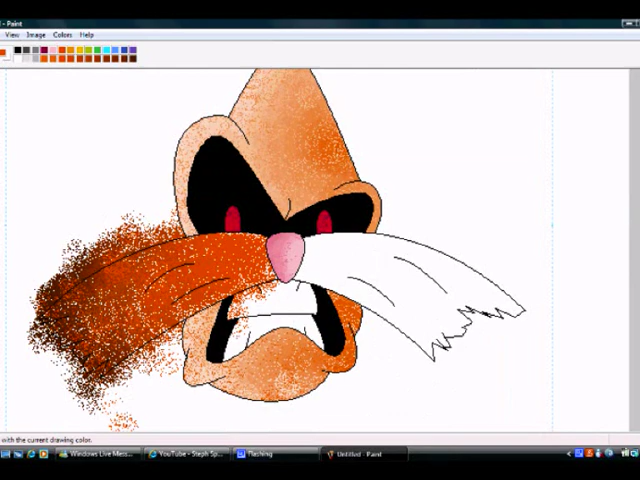 - Paint
View Image Colors Help
with the current drawing color.
Windows Live Mess... YouTube - Steph Sp... flashing Untitled - Paint